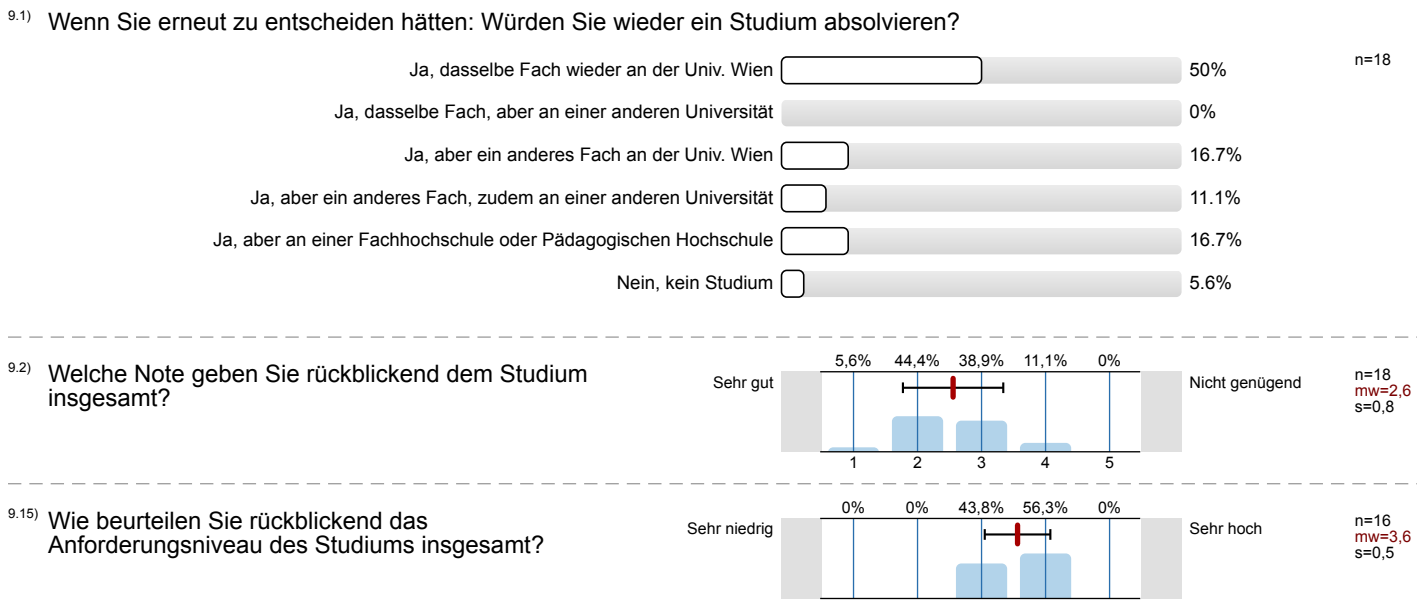 9.1) Wenn Sie erneut zu entscheiden hätten: Würden Sie wieder ein Studium absolvieren?
Ja, dasselbe Fach wieder an der Univ. Wien 50% n=18
Ja, dasselbe Fach, aber an einer anderen Universität 0%
Ja, aber ein anderes Fach an der Univ. Wien 16.7%
Ja, aber ein anderes Fach, zudem an einer anderen Universität 11.1%
Ja, aber an einer Fachhochschule oder Pädagogischen Hochschule 16.7%
Nein, kein Studium 5.6%
9.2) Welche Note geben Sie rückblickend dem Studium
insgesamt?
Sehr gut
5,6% 44,4% 38,9% 11,1% 0%
1 2 3 4 5
Nicht genügend
n=18
mw=2,6
s=0,8
9.15) Wie beurteilen Sie rückblickend das
Anforderungsniveau des Studiums insgesamt?
Sehr niedrig
0% 0% 43,8% 56,3% 0%
Sehr hoch
n=16
mw=3,6
s=0,5